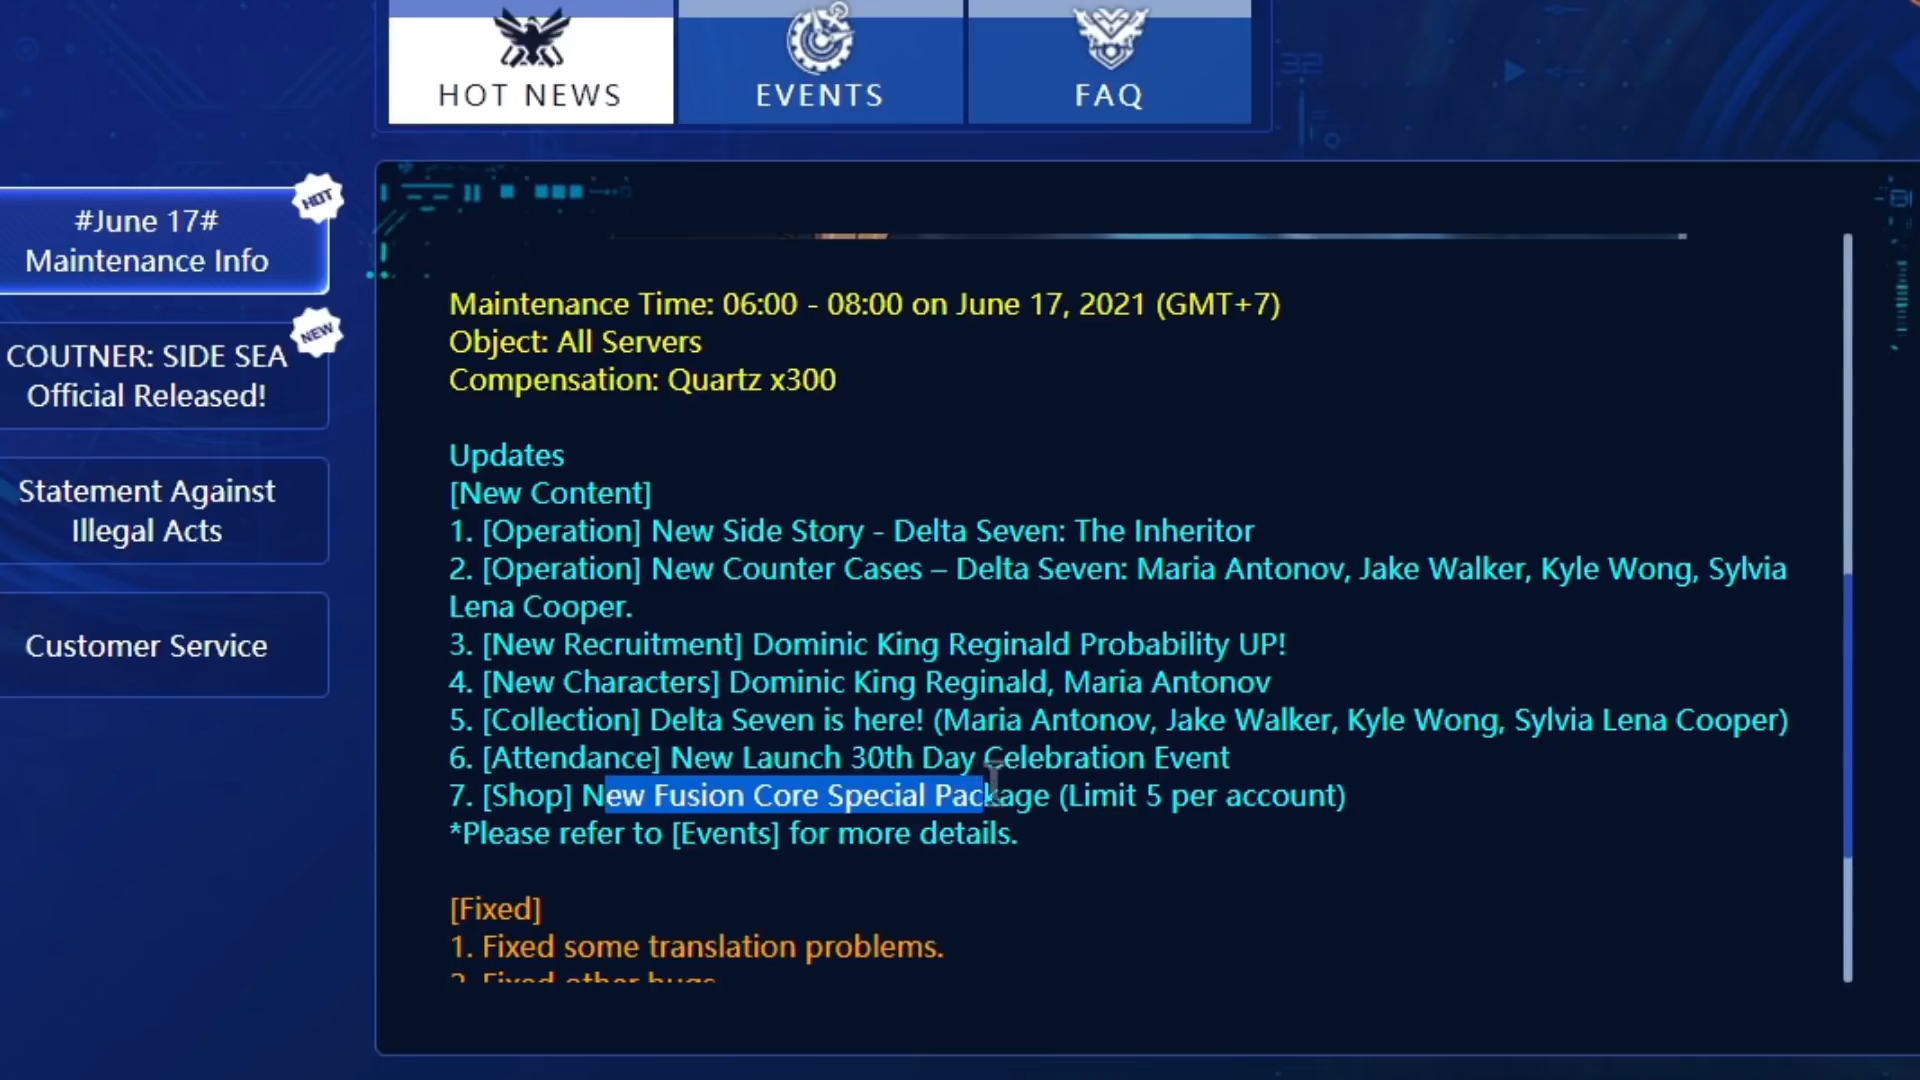 HOT NEWS
EVENTS
FAQ
HOT
#June 17#
Maintenance Info
NEW
COUTNER: SIDE SEA
Official Released!
Statement Against
Illegal Acts
Customer Service
32
Maintenance Time: 06:00 - 08:00 on June 17, 2021 (GMT+7)
Object: All Servers
Compensation: Quartz x300
Updates
[New Content]
1. [Operation] New Side Story - Delta Seven: The Inheritor
2. [Operation] New Counter Cases – Delta Seven: Maria Antonov, Jake Walker, Kyle Wong, Sylvia
Lena Cooper.
3. [New Recruitment] Dominic King Reginald Probability UP!
4. [New Characters] Dominic King Reginald, Maria Antonov
5. [Collection] Delta Seven is here! (Maria Antonov, Jake Walker, Kyle Wong, Sylvia Lena Cooper)
6. [Attendance] New Launch 30th Day Celebration Event
7. [Shop] New Fusion Core Special Package (Limit 5 per account)
*Please refer to [Events] for more details.
[Fixed]
1. Fixed some translation problems.
2. Fixed other bugs